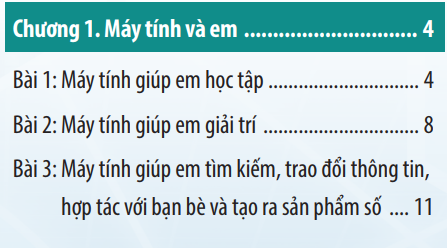 Chương 1. Máy tính và em ............................ 4
Bài 1: Máy tính giúp em học tập ......................... 4
Bài 2: Máy tính giúp em giải trí .......................... 8
Bài 3: Máy tính giúp em tìm kiếm, trao đổi thông tin,
hợp tác với bạn bè và tạo ra sản phẩm số .... 11